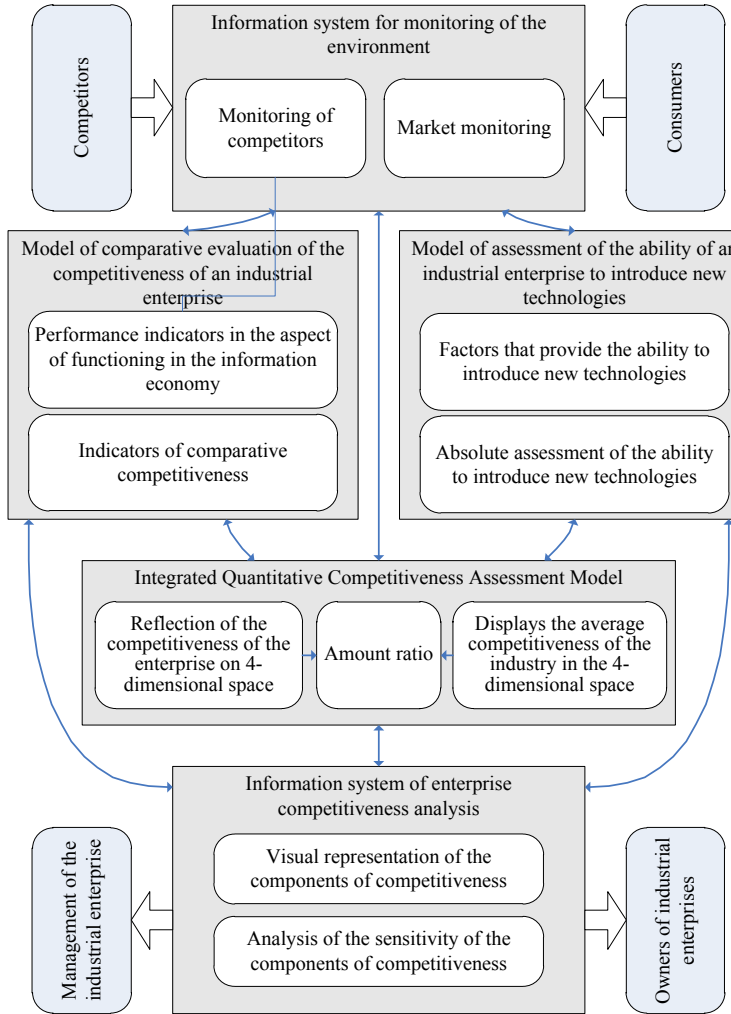 Competitors
Information system for monitoring of the
environment
Monitoring of
competitors
Market monitoring
Consumers
Model of comparative evaluation of the
competitiveness of an industrial
enterprise
Performance indicators in the aspect
of functioning in the information
economy
Indicators of comparative
competitiveness
Model of assessment of the ability of an
industrial enterprise to introduce new
technologies
Factors that provide the ability to
introduce new technologies
Absolute assessment of the ability
to introduce new technologies
Integrated Quantitative Competitiveness Assessment Model
Reflection of the
competitiveness of the
enterprise on 4-
dimensional space
Amount ratio
Displays the average
competitiveness of the
industry in the 4-
dimensional space
Information system of enterprise
competitiveness analysis
Visual representation of the
components of competitiveness
Analysis of the sensitivity of the
components of competitiveness
Management of the
industrial enterprise
Owners of industrial
enterprises